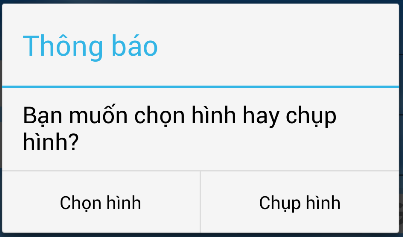 Thông báo
Bạn muốn chọn hình hay chụp
hình?
Chọn hình
Chụp hình